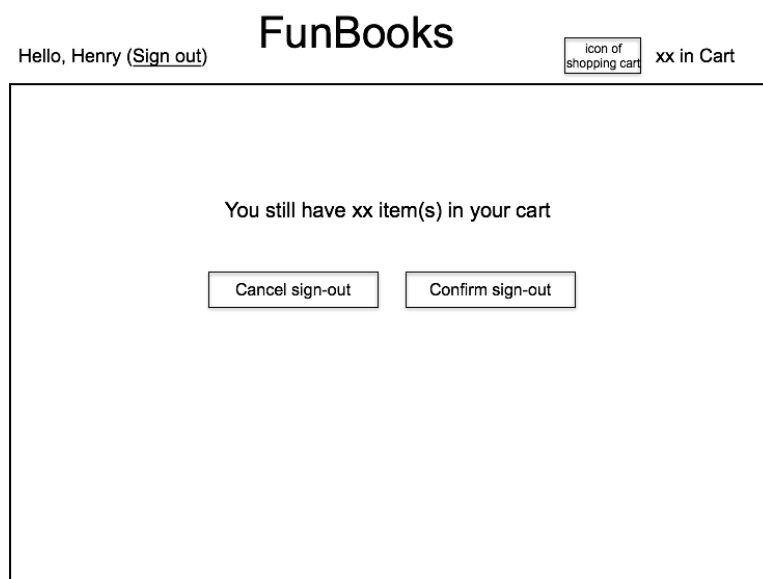 FunBooks
Hello, Henry (Sign out)
icon of
shopping cart
xx in Cart
You still have xx item(s) in your cart
Cancel sign-out
Confirm sign-out